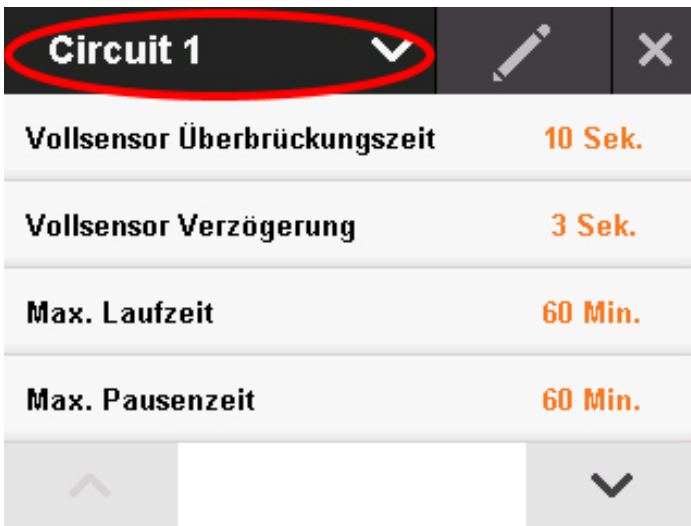 Circuit 1
Vollsensor Überbrückungszeit 10 Sek.
Vollsensor Verzögerung 3 Sek.
Max. Laufzeit 60 Min.
Max. Pausenzeit 60 Min.